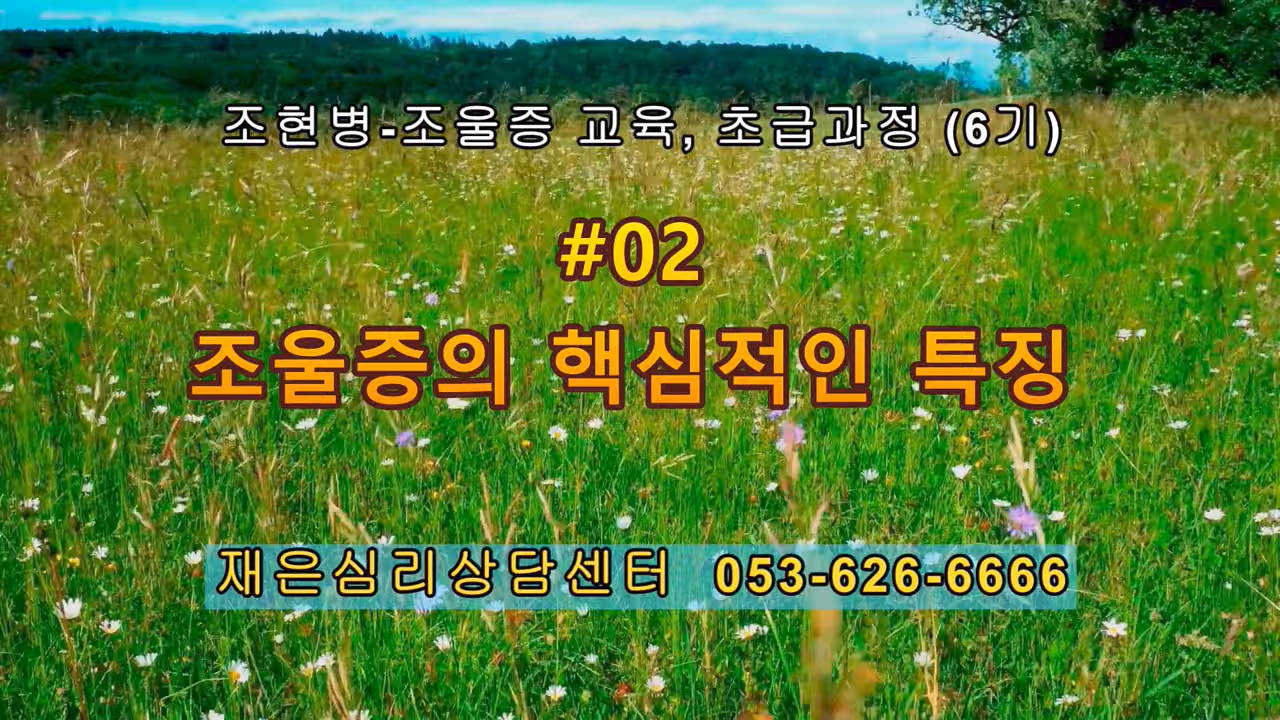 조현병-조울증 교육, 초급과정 (6기)
#02
조울증의 핵심적인 특징
재은심리상담센터 053-626-6666